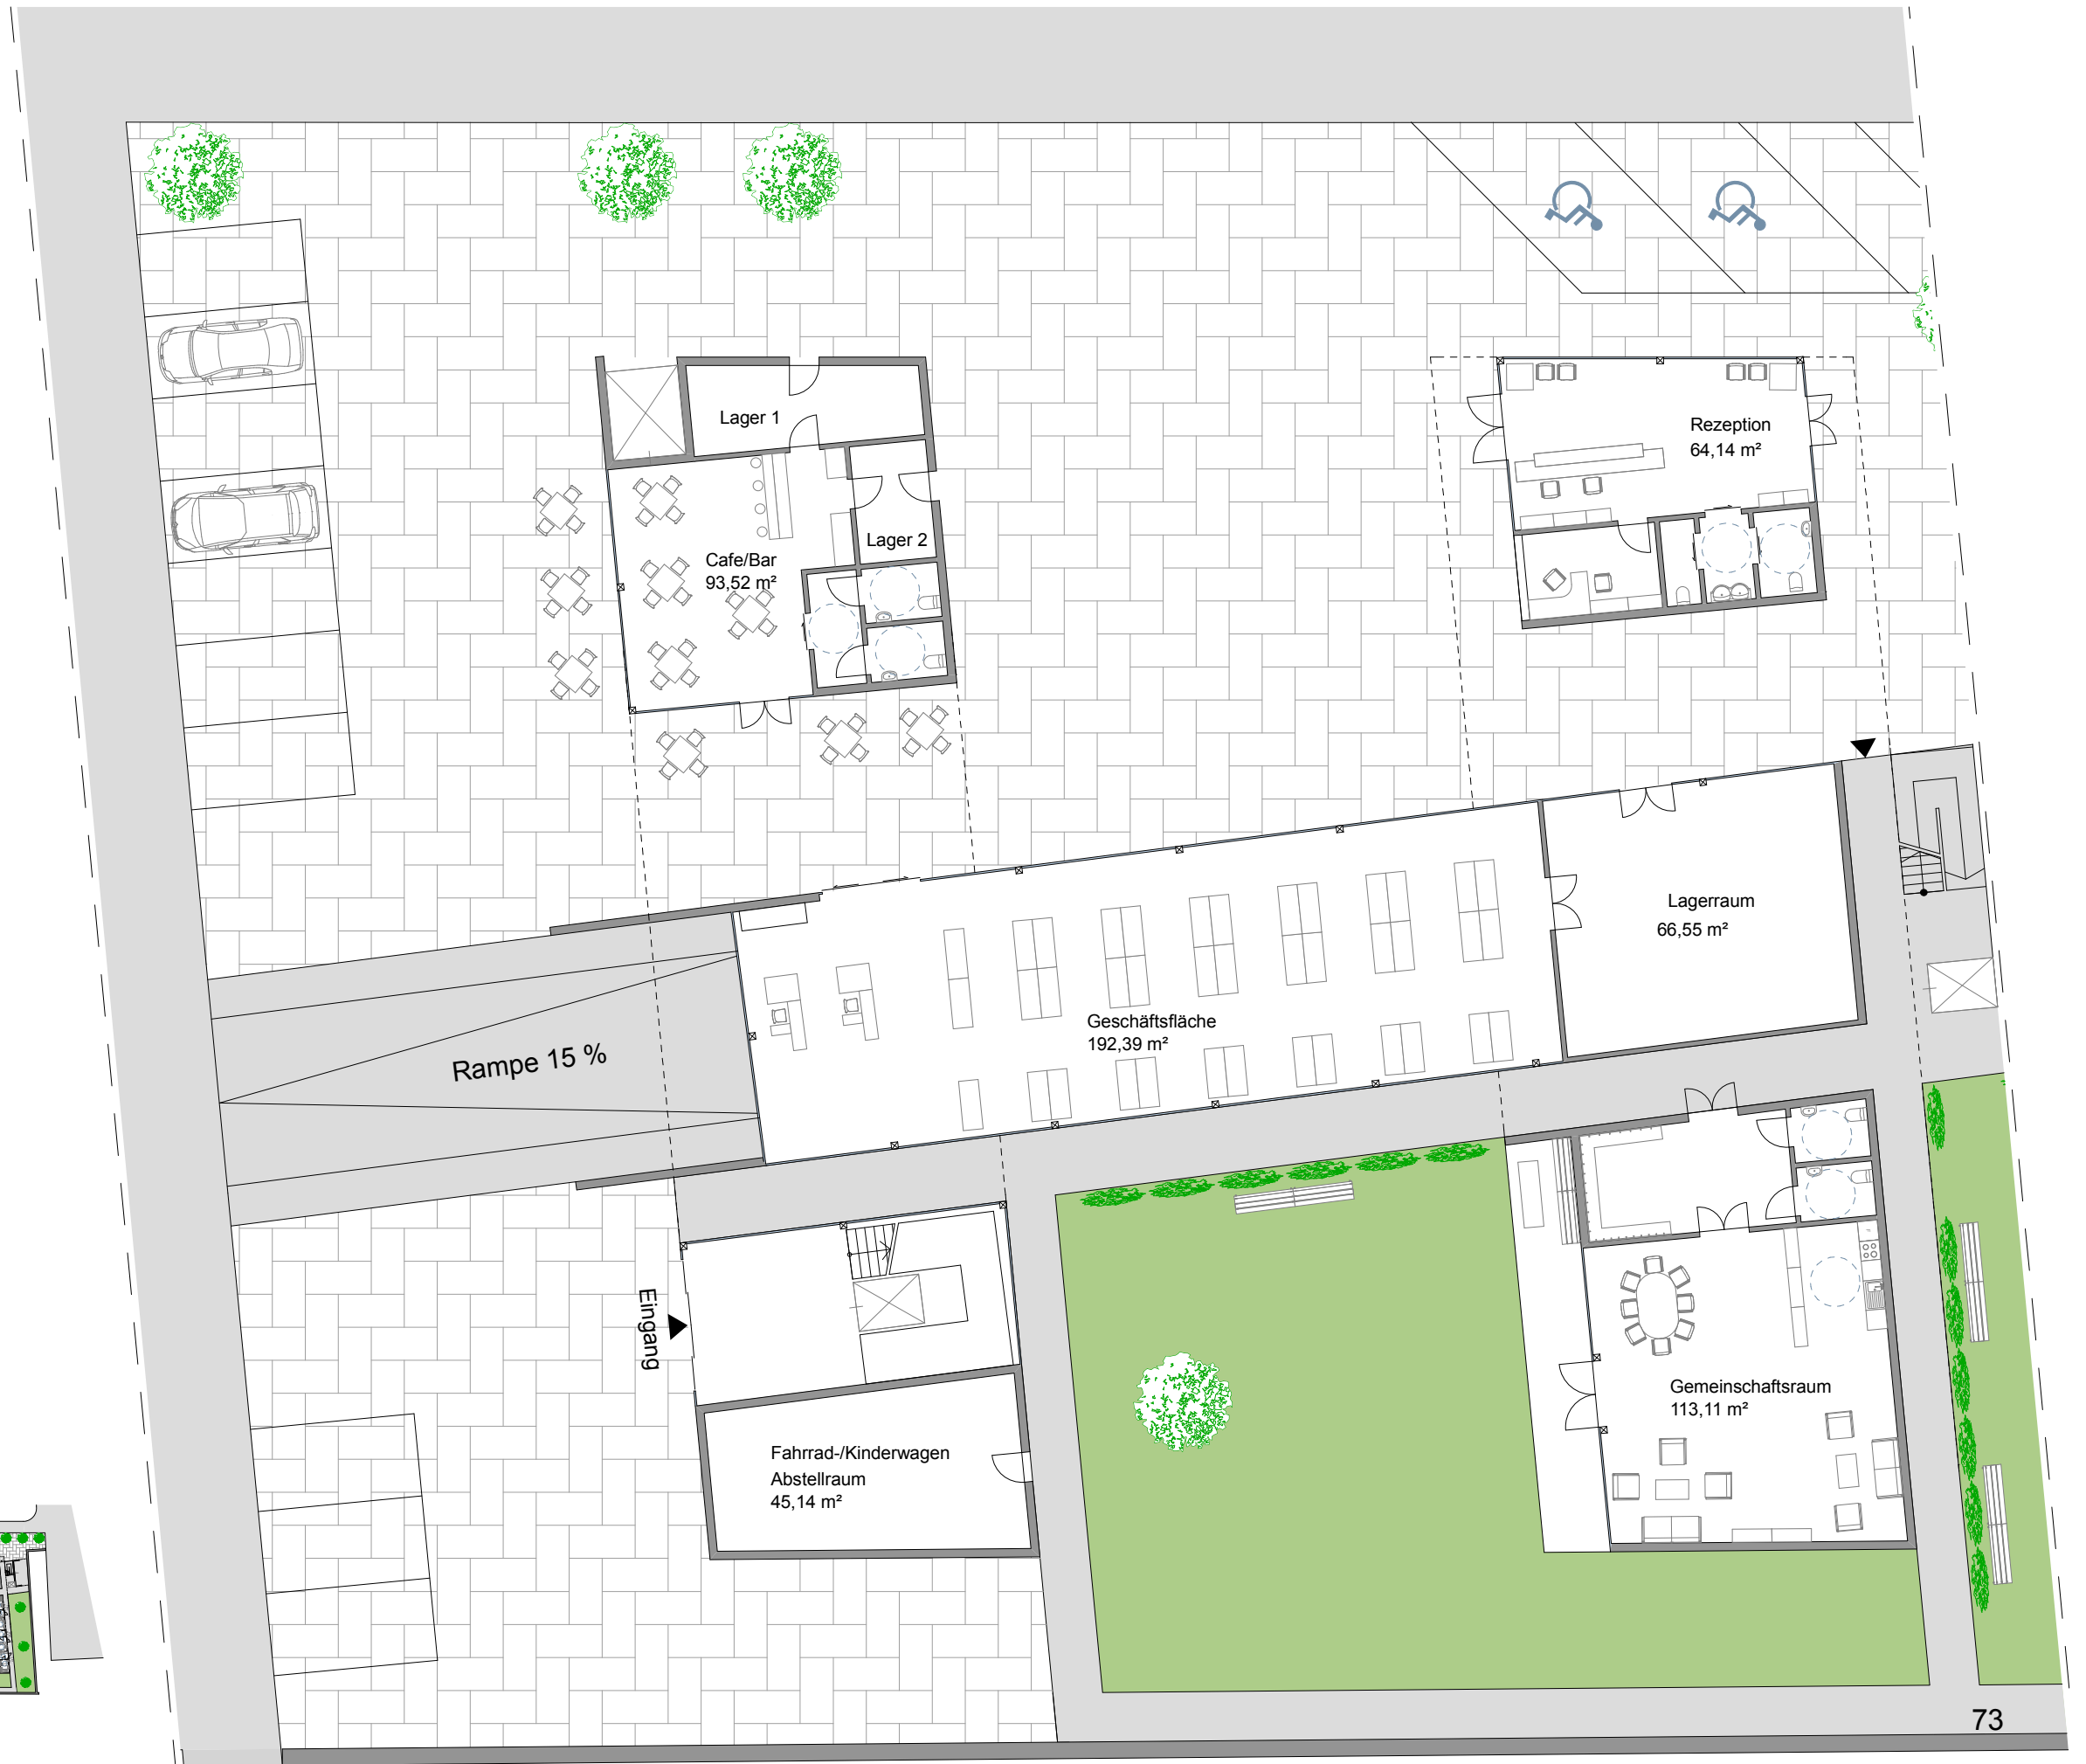 Lager 1
Rezeption
64,14 m²
Lager 2
Cafe/Bar
93,52 m²
Lagerraum
66,55 m²
Geschäftsfläche
192,39 m²
Rampe 15 %
Eingang
Gemeinschaftsraum
113,11 m²
Fahrrad-/Kinderwagen
Abstellraum
45,14 m²
73